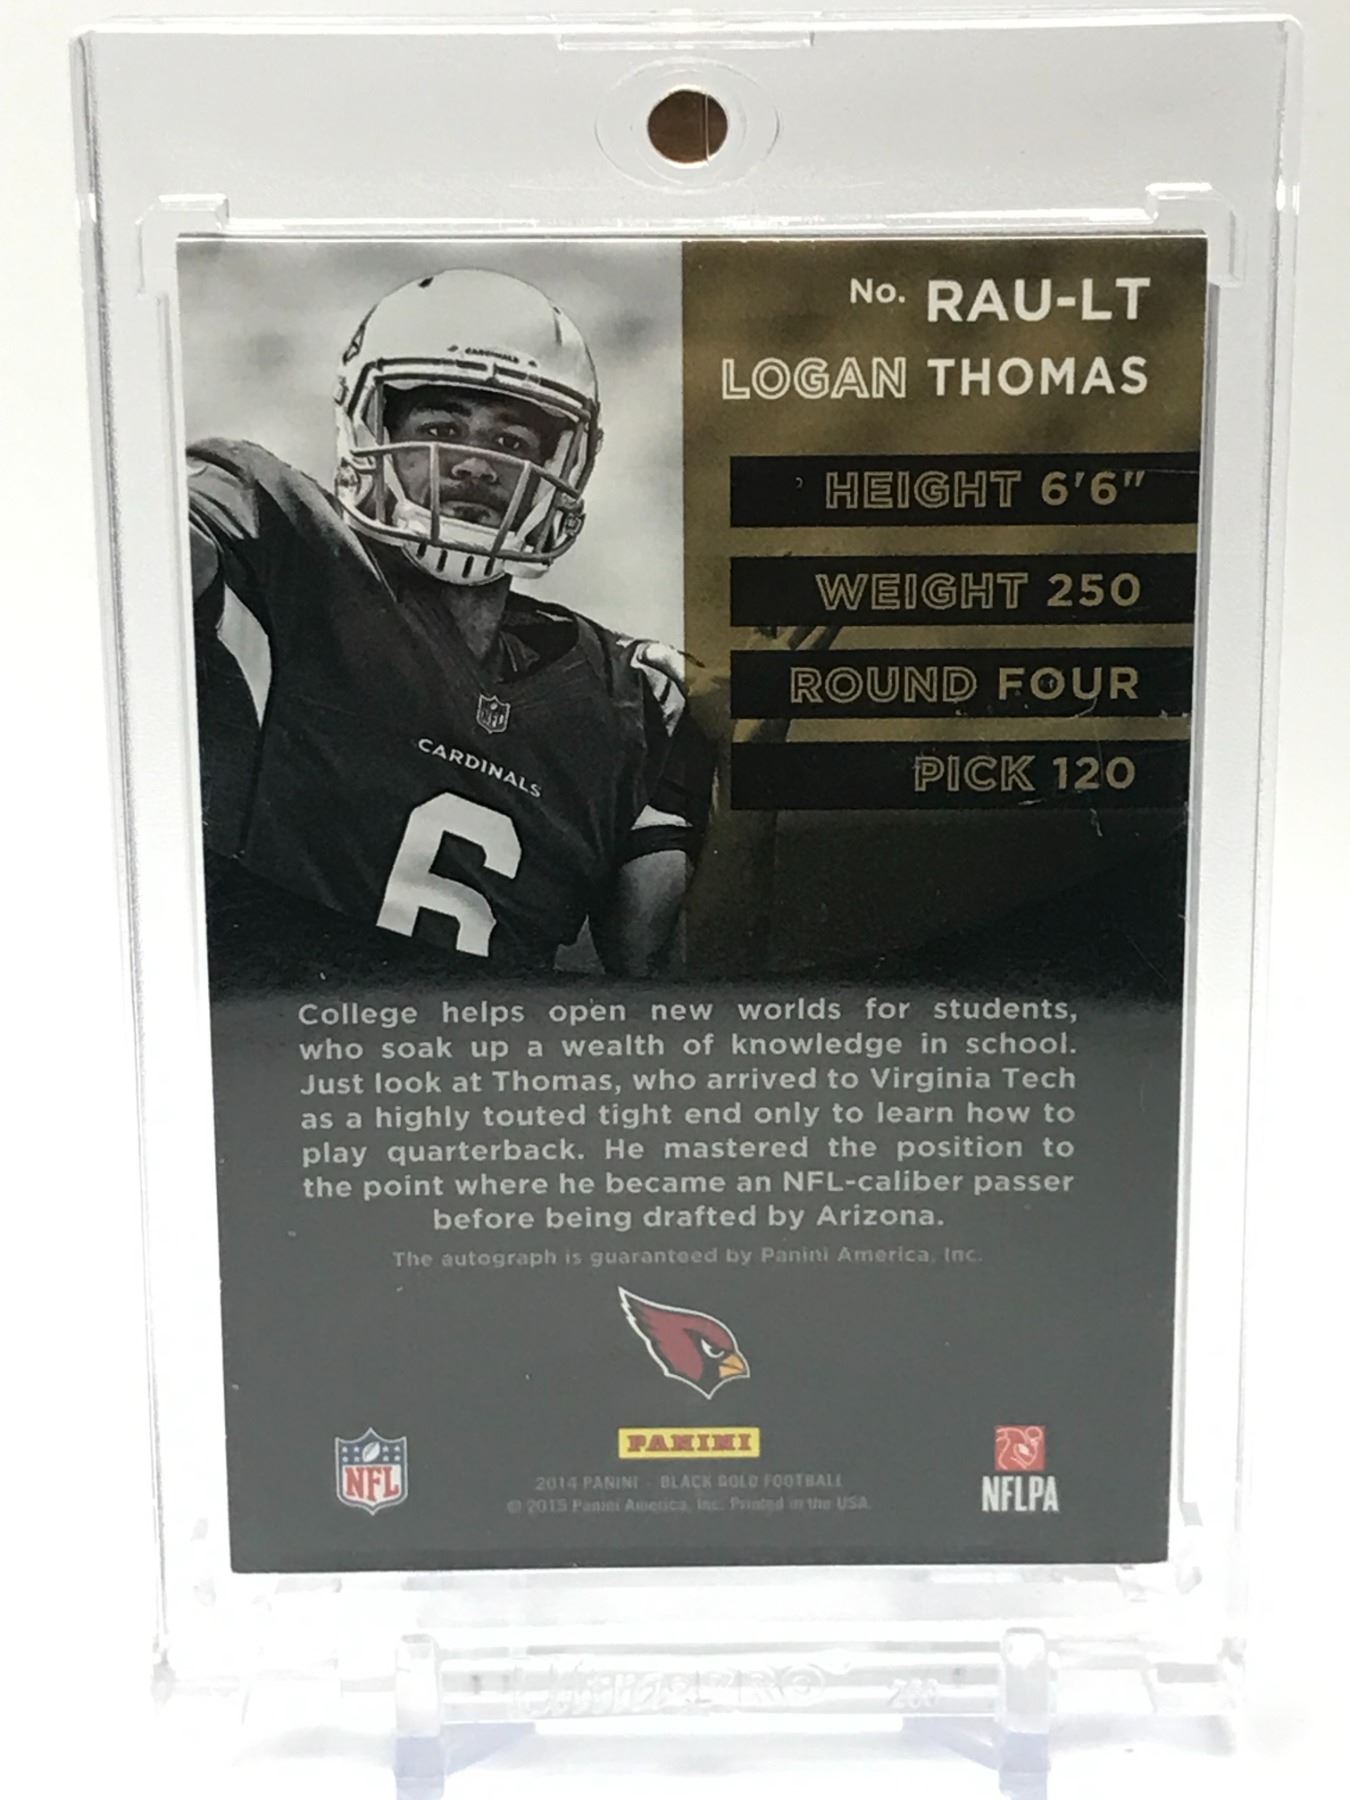 No. RAU-LT
LOGAN THOMAS
HEIGHT 6'6"
WEIGHT 250
ROUND FOUR
PICK 120
CARDINALS
NFL
CARDINALS
6
College helps open new worlds for students,
who soak up a wealth of knowledge in school.
Just look at Thomas, who arrived to Virginia Tech
as a highly touted tight end only to learn how to
play quarterback. He mastered the position to
the point where he became an NFL-caliber passer
before being drafted by Arizona.
The autograph is guaranteed by Panini America, Inc.
NFL
PANINI
NFLPA
2014 PANINI - BLACK GOLD FOOTBALL
© 2015 Panini America, Inc. Printed in the USA.